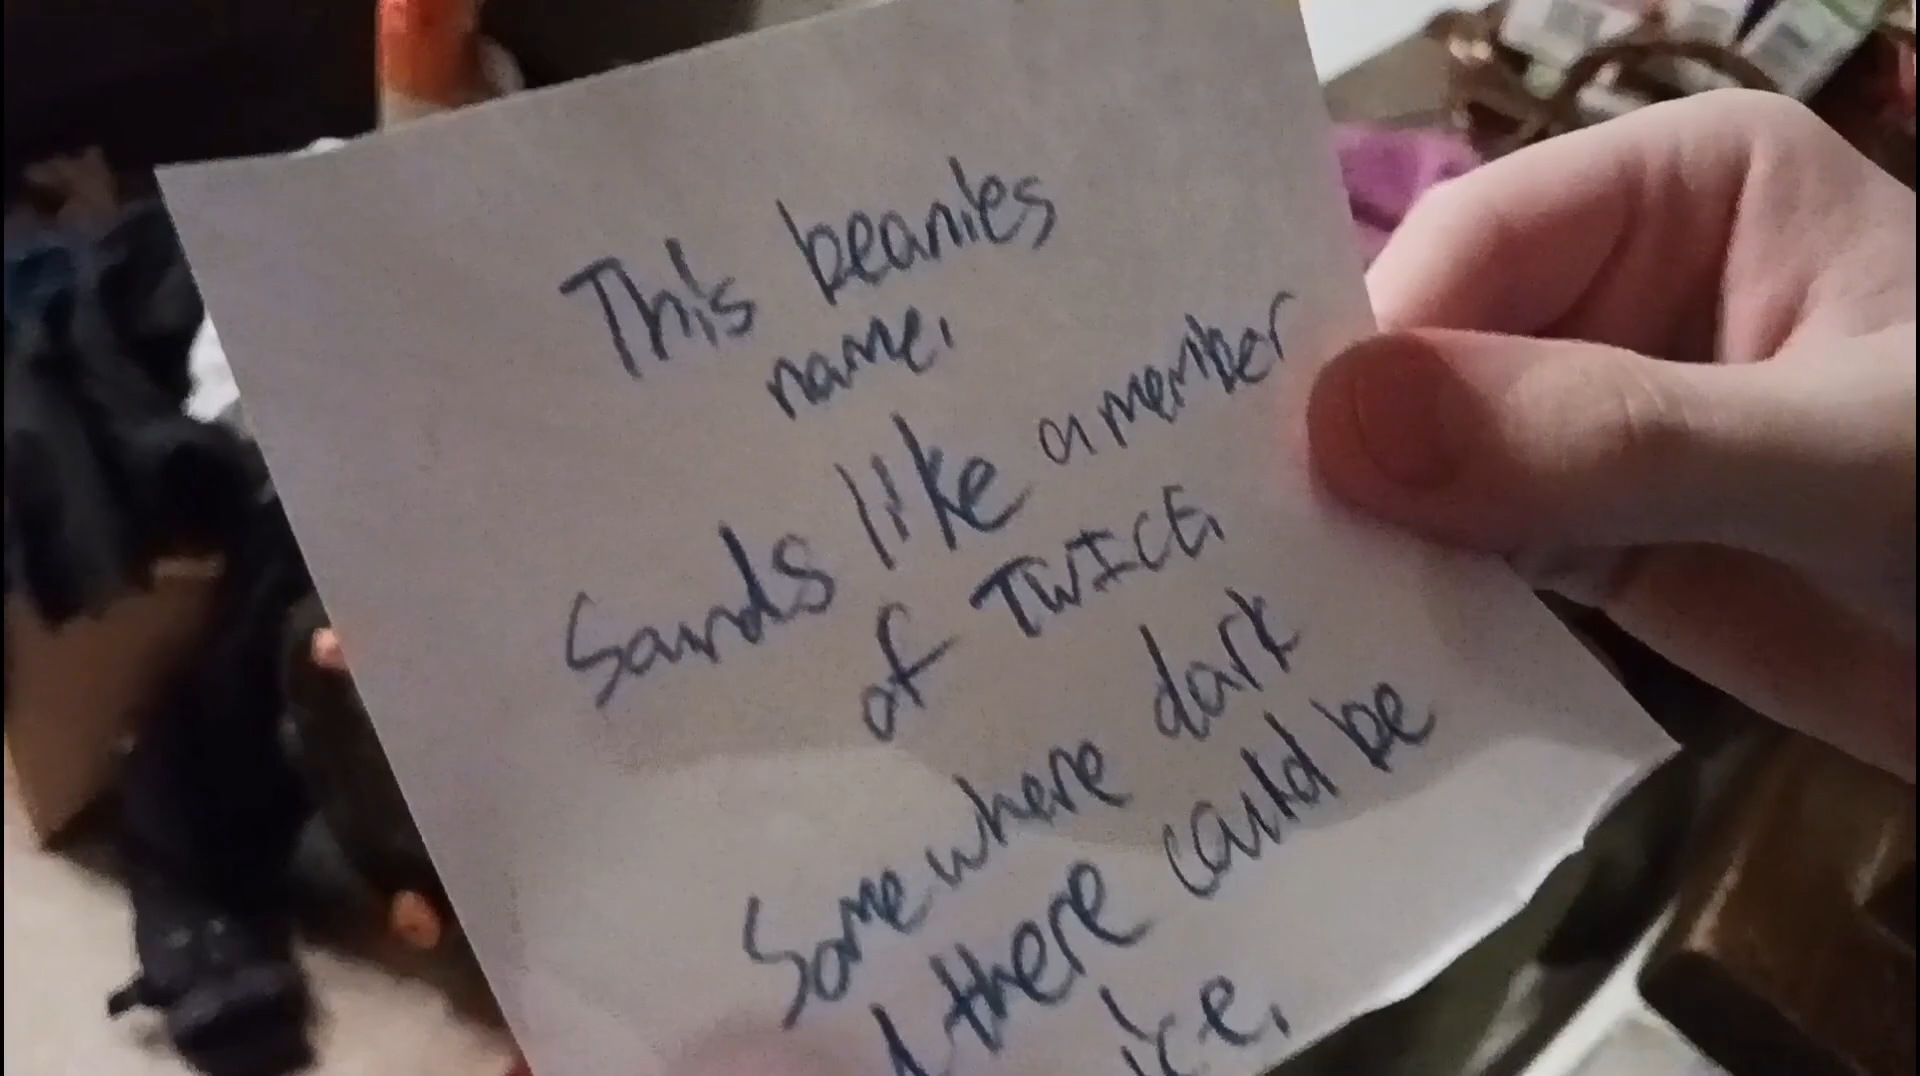 This beanies
name.
Sounds like a member
of TWICE.
Somewhere dark
there could be